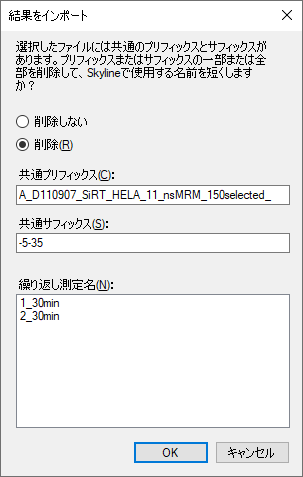 結果をインポート
選択したファイルには共通のプリフィックスとサフィックスが
あります。プリフィックスまたはサフィックスの一部または全
部を削除して、Skylineで使用する名前を短くします
か？
削除しない
削除(R)
共通プリフィックス(C):
A_D110907_SiRT_HELA_11_nsMRM_150selected_
共通サフィックス(S):
-5-35
繰り返し測定名(N):
1_30min
2_30min
OK
キャンセル